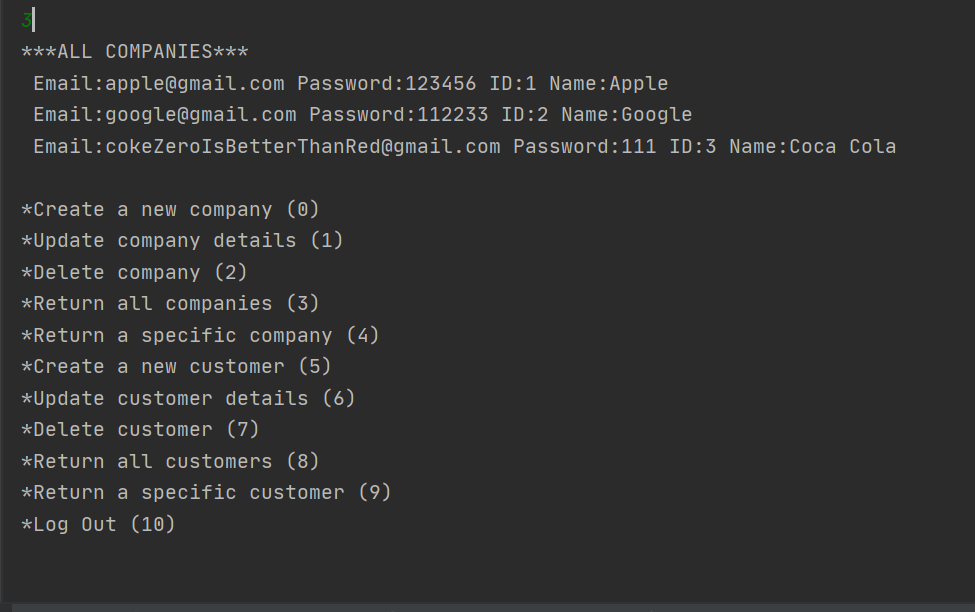 3
***ALL COMPANIES***
Email:apple@gmail.com Password:123456 ID:1 Name:Apple
Email:google@gmail.com Password:112233 ID:2 Name:Google
Email:cokeZeroIsBetterThanRed@gmail.com Password:111 ID:3 Name:Coca Cola
*Create a new company (0)
*Update company details (1)
*Delete company (2)
*Return all companies (3)
*Return a specific company (4)
*Create a new customer (5)
*Update customer details (6)
*Delete customer (7)
*Return all customers (8)
*Return a specific customer (9)
*Log Out (10)